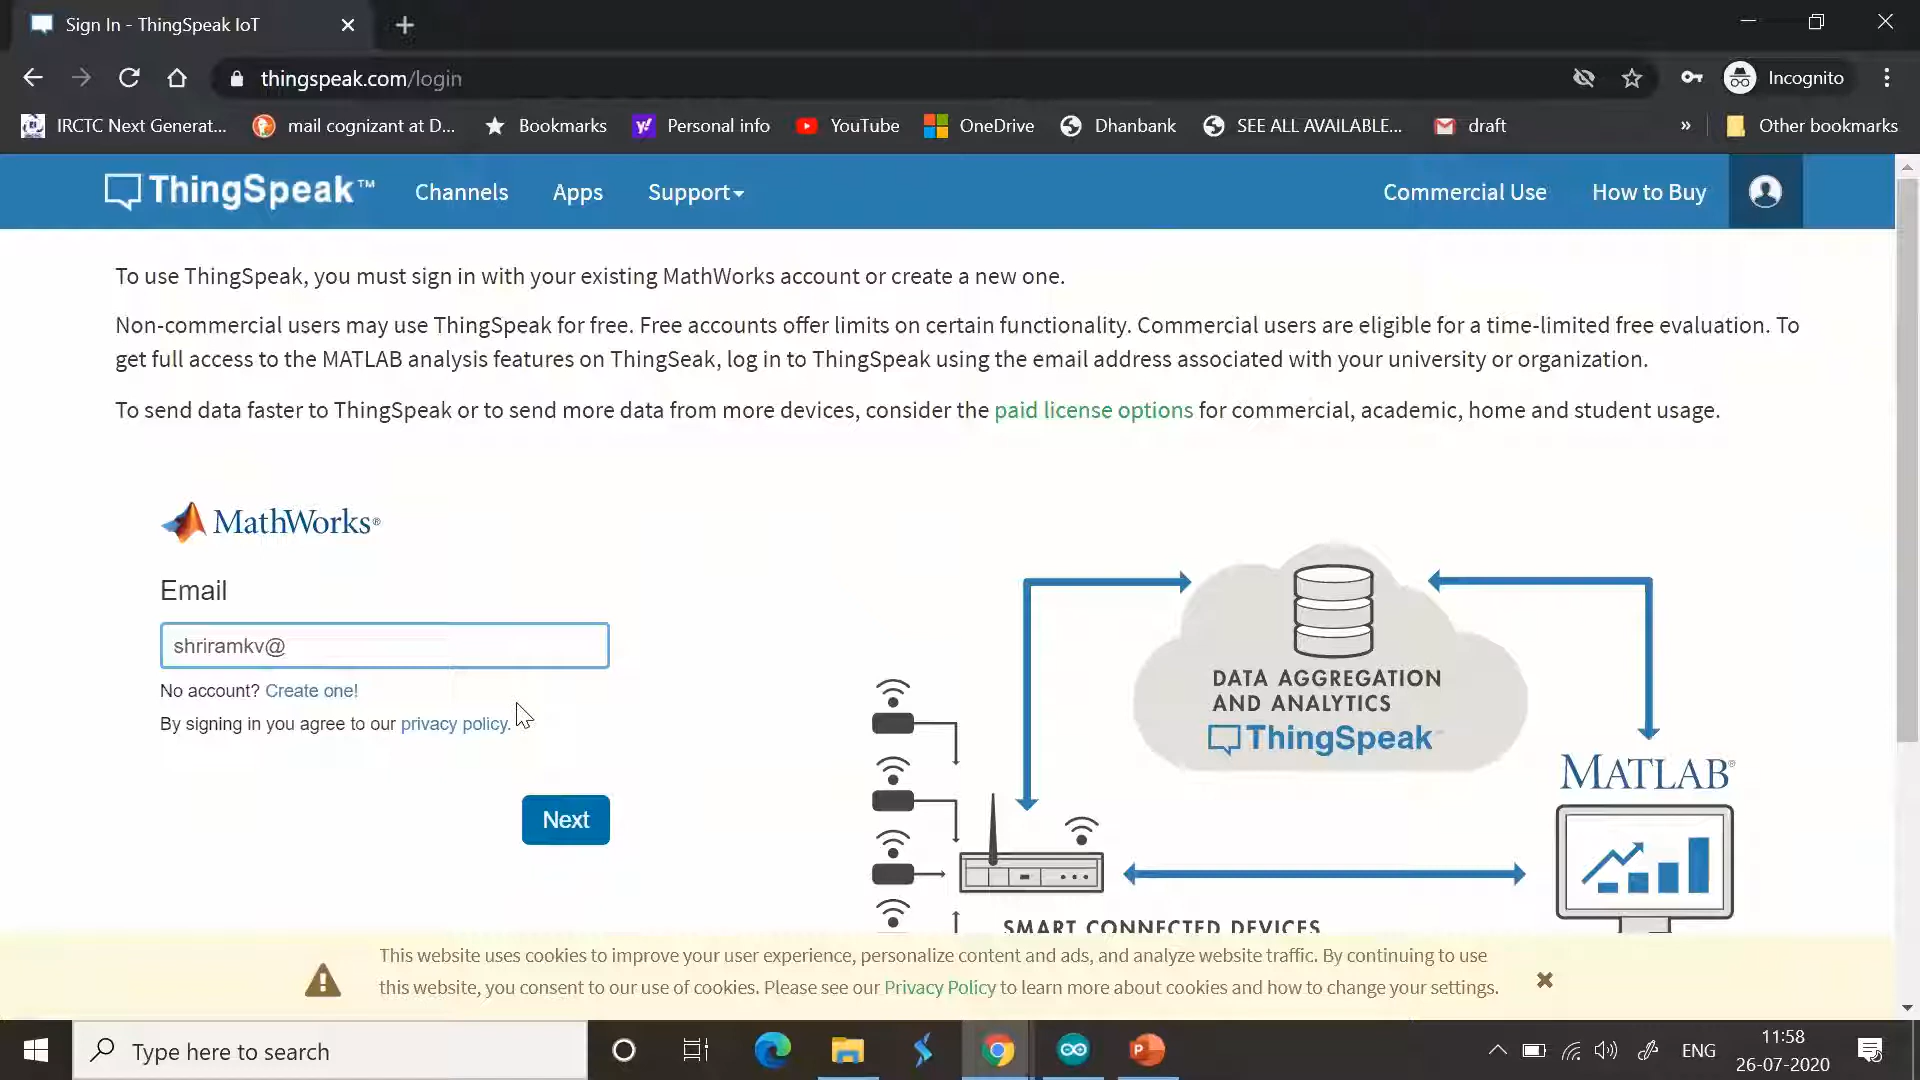 Sign In - ThingSpeak IoT
thingspeak.com/login
Incognito
IRCTC Next Generat...
mail cognizant at D...
Bookmarks
Personal info
YouTube
OneDrive
Dhanbank
SEE ALL AVAILABLE...
draft
»
Other bookmarks
ThingSpeak™
Channels
Apps
Support
Commercial Use
How to Buy
To use ThingSpeak, you must sign in with your existing MathWorks account or create a new one.
Non-commercial users may use ThingSpeak for free. Free accounts offer limits on certain functionality. Commercial users are eligible for a time-limited free evaluation. To
get full access to the MATLAB analysis features on ThingSeak, log in to ThingSpeak using the email address associated with your university or organization.
To send data faster to ThingSpeak or to send more data from more devices, consider the paid license options for commercial, academic, home and student usage.
MathWorks®
Email
shriramkv@
No account? Create one!
By signing in you agree to our privacy policy.
Next
DATA AGGREGATION
AND ANALYTICS
ThingSpeak
MATLAB®
SMART CONNECTED DEVICES
This website uses cookies to improve your user experience, personalize content and ads, and analyze website traffic. By continuing to use
this website, you consent to our use of cookies. Please see our Privacy Policy to learn more about cookies and how to change your settings.
Type here to search
ENG
11:58
26-07-2020